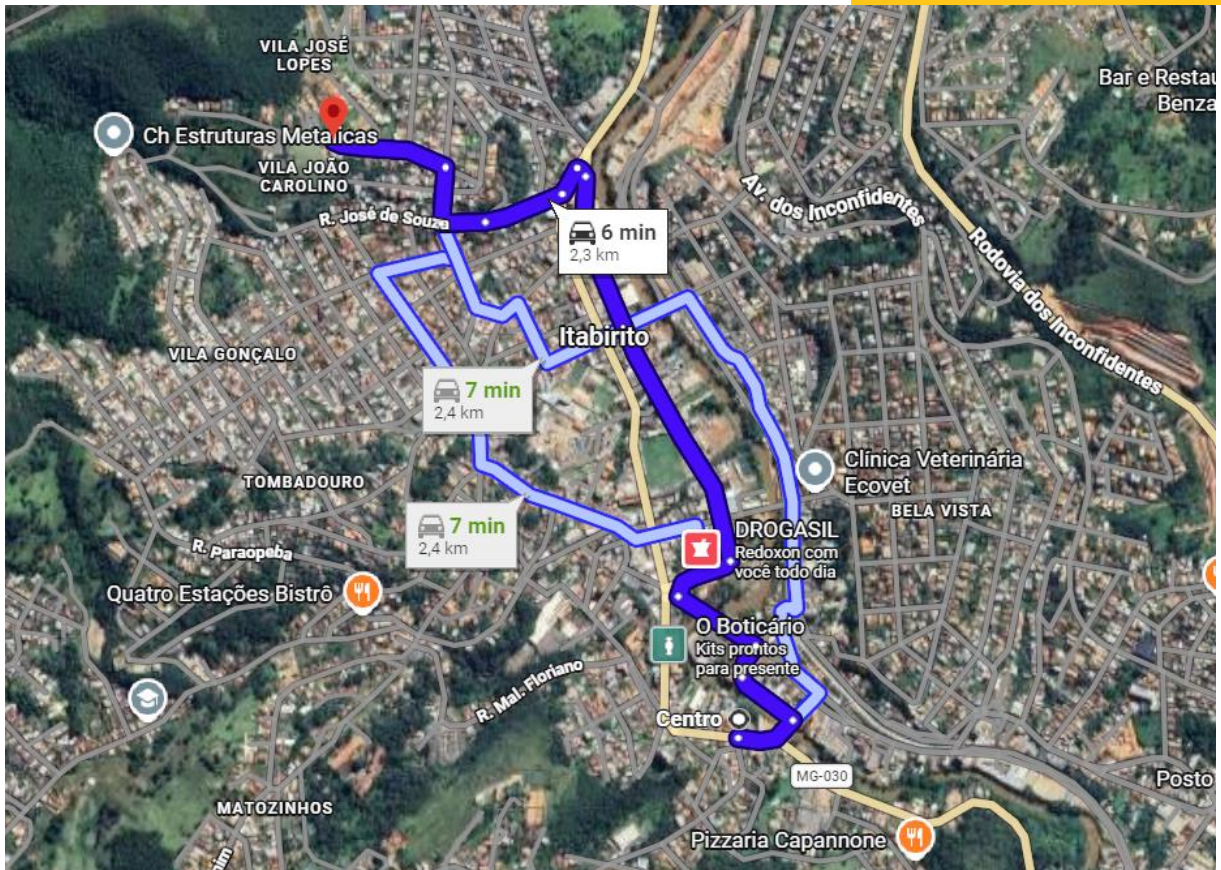 VILA JOSÉ
LOPES
Bar e Restau
Benza
Ch Estruturas Metálicas
VILA JOÃO
CAROLINO
Av. dos Inconfidentes
R. José de Souza
6 min
2,3 km
Rodovia dos Inconfidentes
Itabirito
VILA GONÇALO
7 min
2,4 km
Clínica Veterinária
Ecovet
TOMBADOURO
BELA VISTA
7 min
2,4 km
DROGASIL
Redoxon com
você todo dia
R. Paraopeba
Quatro Estações Bistrô
O Boticário
Kits prontos
para presente
R. Mal. Floriano
Centro
MG-030
Posto
MATOZINHOS
Pizzaria Capannone